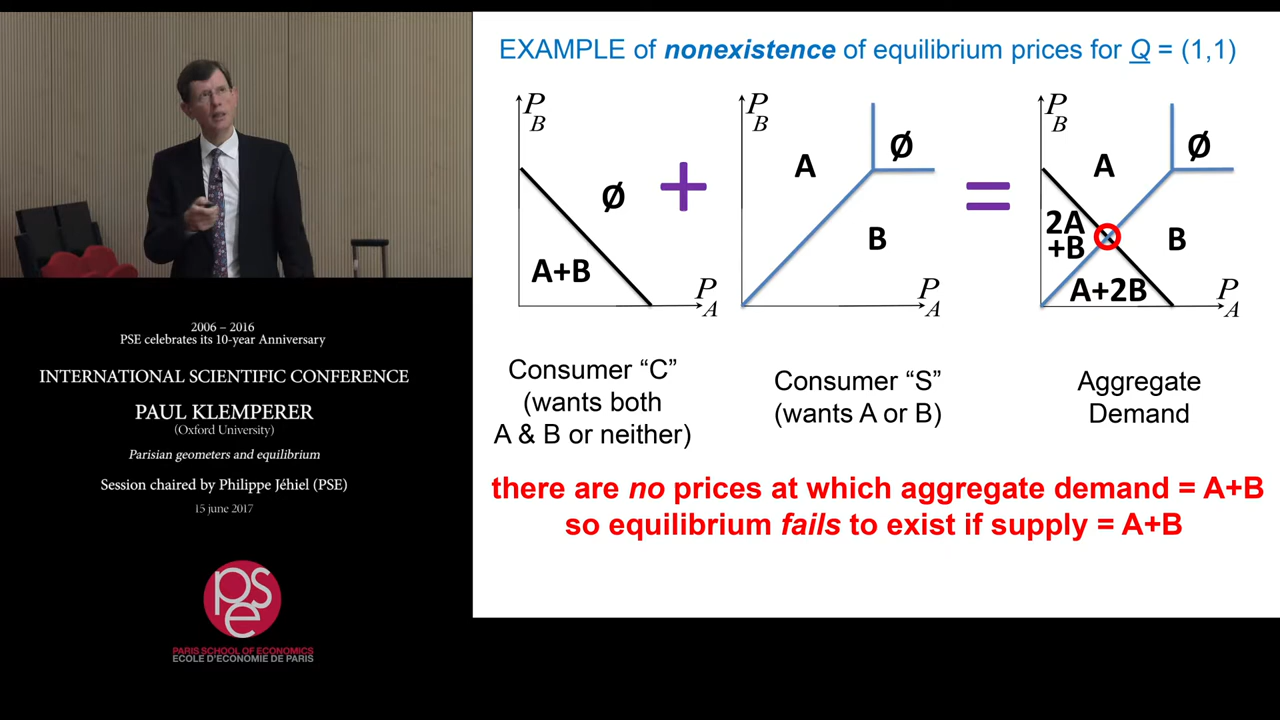 2006 – 2016
PSE celebrates its 10-year Anniversary
INTERNATIONAL SCIENTIFIC CONFERENCE
PAUL KLEMPERER
(Oxford University)
Parisian geometers and equilibrium
Session chaired by Philippe Jéhiel (PSE)
15 june 2017
pse
PARIS SCHOOL OF ECONOMICS
ECOLE D'ECONOMIE DE PARIS
EXAMPLE of nonexistence of equilibrium prices for Q = (1,1)
P
B
Ø
A+B
P
A
+
P
B
A
Ø
B
P
A
=
P
B
A
Ø
2A
+B
B
A+2B
P
A
Consumer “C”
(wants both
A & B or neither)
Consumer “S”
(wants A or B)
Aggregate
Demand
there are no prices at which aggregate demand = A+B
so equilibrium fails to exist if supply = A+B